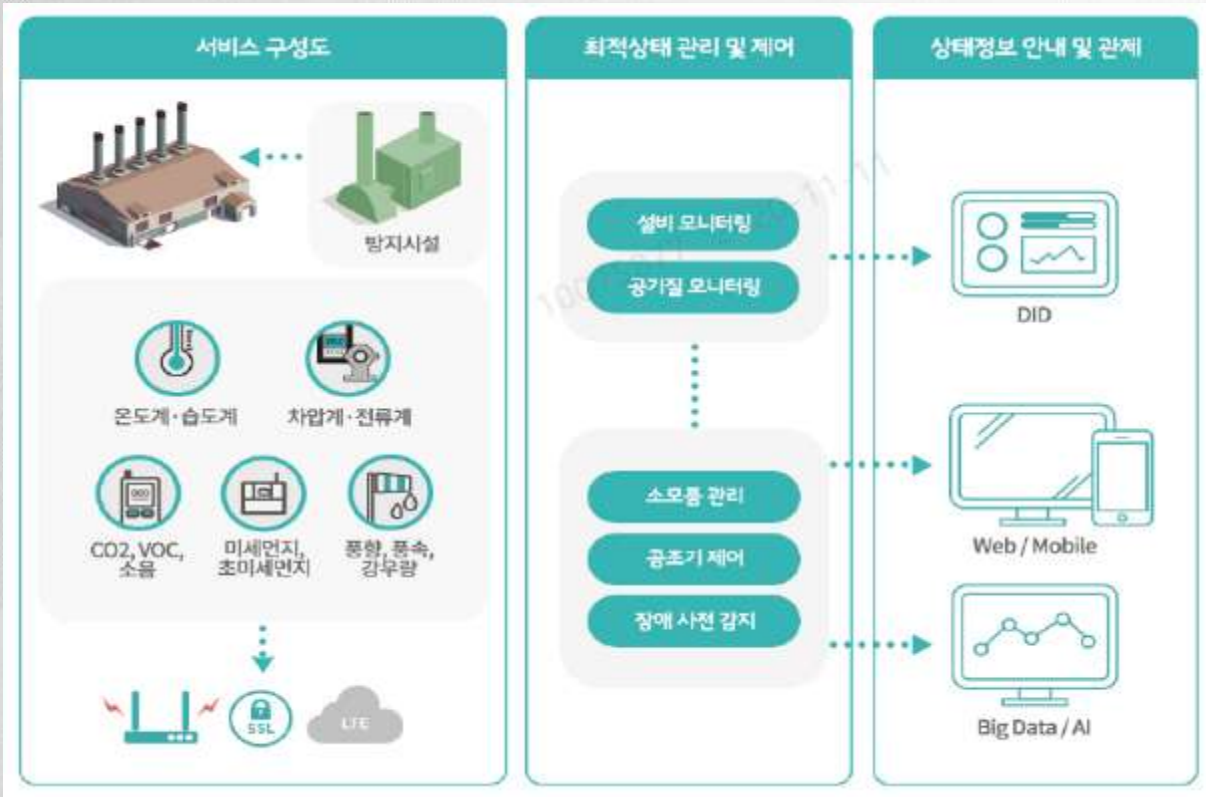 서비스 구성도
방지시설
온도계·습도계
차압계·전류계
CO2, VOC,
소음
미세먼지,
초미세먼지
풍향, 풍속,
강우량
SSL
LTE
최적상태 관리 및 제어
설비 모니터링
공기질 모니터링
소모품 관리
공조기 제어
장애 사전 감지
상태정보 안내 및 관제
DID
Web / Mobile
Big Data / AI